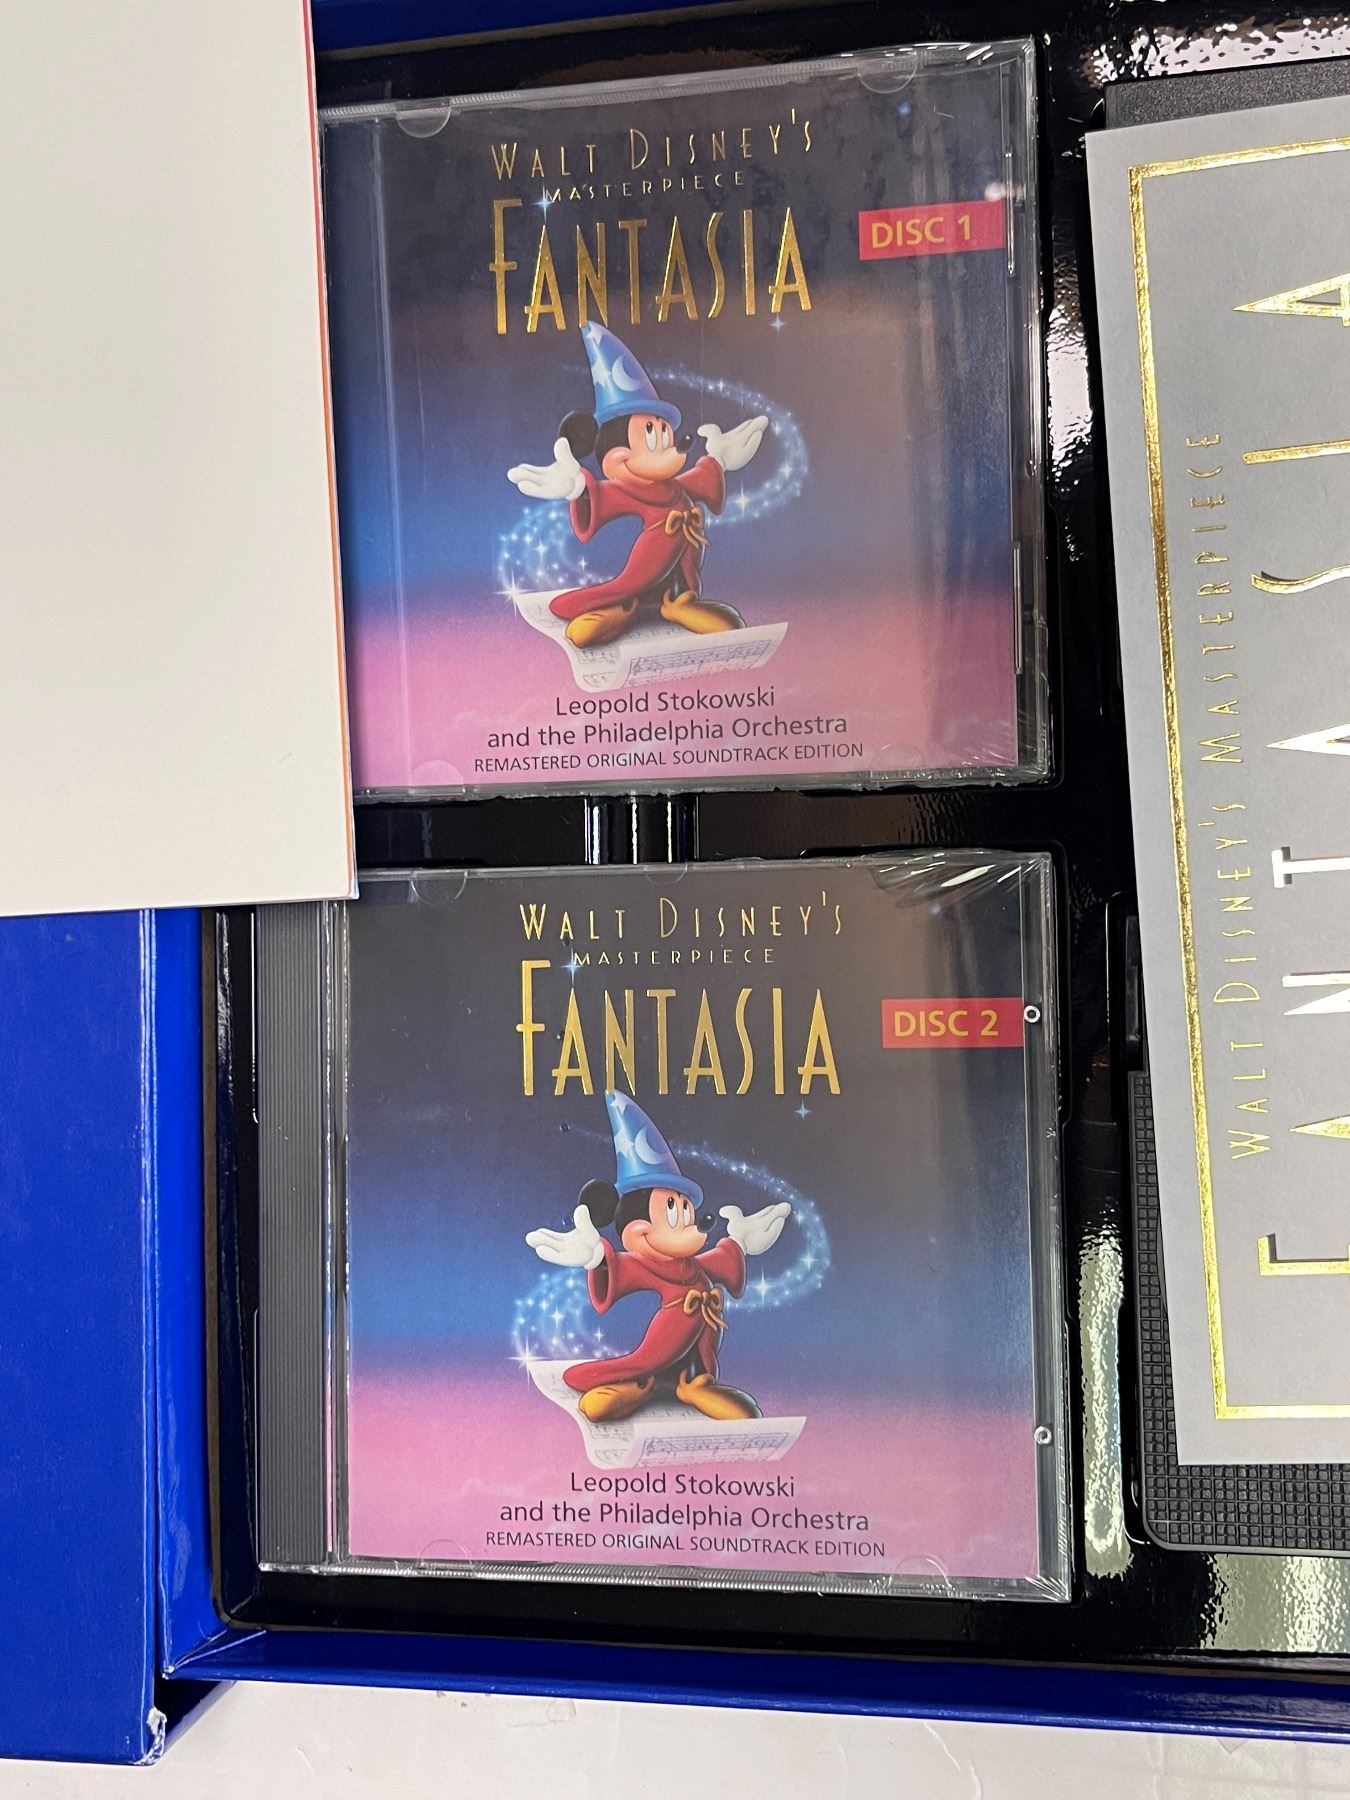 WALT DISNEY'S
MASTERPIECE
FANTASIA
DISC 1
Leopold Stokowski
and the Philadelphia Orchestra
REMASTERED ORIGINAL SOUNDTRACK EDITION
WALT DISNEY'S
MASTERPIECE
FANTASIA
DISC 2
Leopold Stokowski
and the Philadelphia Orchestra
REMASTERED ORIGINAL SOUNDTRACK EDITION
WALT DISNEY'S MASTERPIECE
FANTASIA